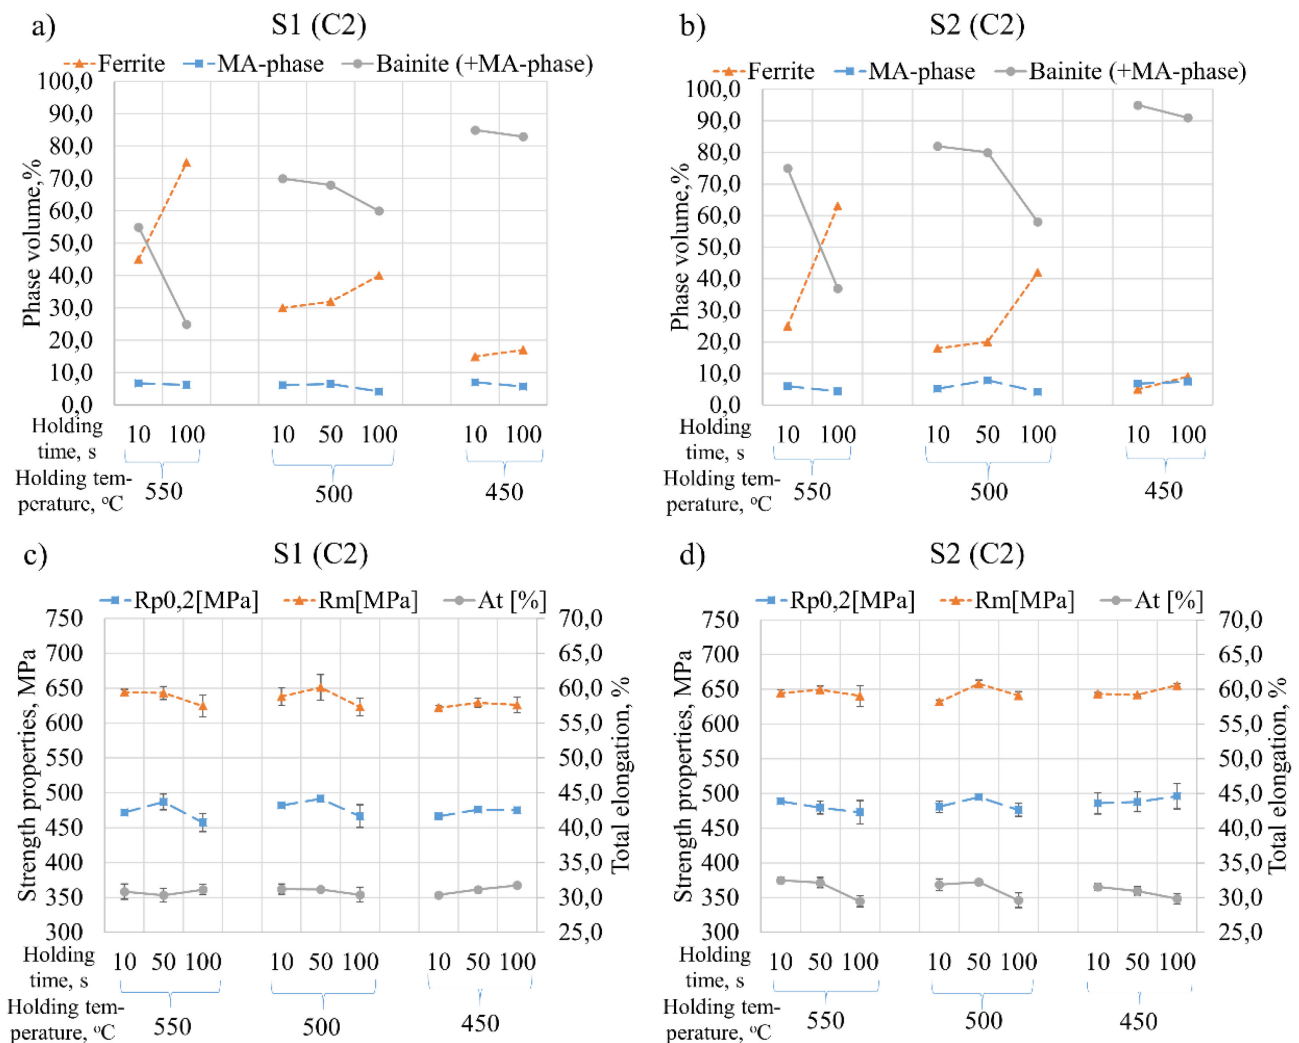 a)
S1 (C2)
Ferrite MA-phase Bainite (+MA-phase)
Phase volume,%
100,0
90,0
80,0
70,0
60,0
50,0
40,0
30,0
20,0
10,0
0,0
Holding
time, s
10 100 10 50 100 10 100
Holding tem-
perature, °C
550 500 450
b)
S2 (C2)
Ferrite MA-phase Bainite (+MA-phase)
Phase volume,%
100,0
90,0
80,0
70,0
60,0
50,0
40,0
30,0
20,0
10,0
0,0
Holding
time, s
10 100 10 50 100 10 100
Holding tem-
perature, °C
550 500 450
c)
S1 (C2)
Rp0,2[MPa] Rm[MPa] At [%]
Strength properties, MPa
750
700
650
600
550
500
450
400
350
300
70,0
65,0
60,0
55,0
50,0
45,0
40,0
35,0
30,0
25,0
Total elongation, %
Holding
time, s
10 50 100 10 50 100 10 50 100
Holding tem-
perature, °C
550 500 450
d)
S2 (C2)
Rp0,2[MPa] Rm[MPa] At [%]
Strength properties, MPa
750
700
650
600
550
500
450
400
350
300
70,0
65,0
60,0
55,0
50,0
45,0
40,0
35,0
30,0
25,0
Total elongation, %
Holding
time, s
10 50 100 10 50 100 10 50 100
Holding tem-
perature, °C
550 500 450